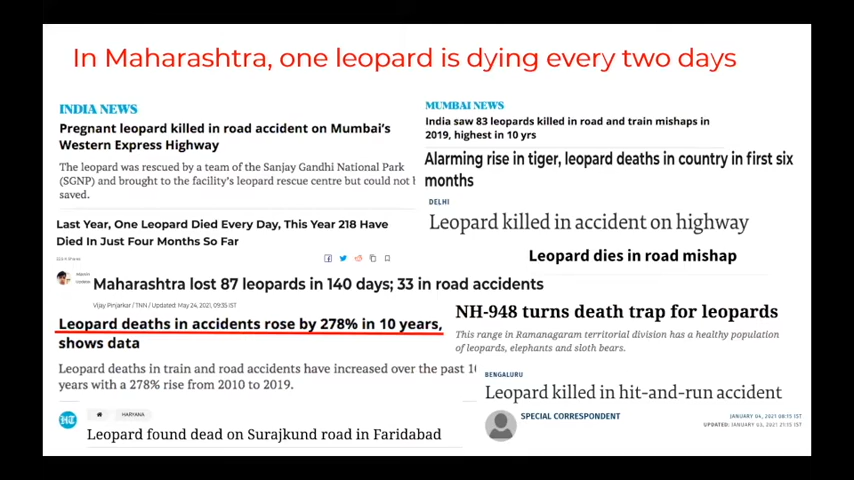 In Maharashtra, one leopard is dying every two days
INDIA NEWS
Pregnant leopard killed in road accident on Mumbai's
Western Express Highway
The leopard was rescued by a team of the Sanjay Gandhi National Park
(SGNP) and brought to the facility's leopard rescue centre but could not
saved.
Last Year, One Leopard Died Every Day, This Year 218 Have
Died In Just Four Months So Far
Maharashtra lost 87 leopards in 140 days; 33 in road accidents
Vijay Pinjarkar / TNN / Updated: May 24, 2021, 09:35 IST
Leopard deaths in accidents rose by 278% in 10 years,
shows data
Leopard deaths in train and road accidents have increased over the past
years with a 278% rise from 2010 to 2019.
HT
HARYANA
Leopard found dead on Surajkund road in Faridabad
MUMBAI NEWS
India saw 83 leopards killed in road and train mishaps in
2019, highest in 10 yrs
Alarming rise in tiger, leopard deaths in country in first six
months
DELHI
Leopard killed in accident on highway
Leopard dies in road mishap
NH-948 turns death trap for leopards
This range in Ramanagaram territorial division has a healthy population
of leopards, elephants and sloth bears.
BENGALURU
Leopard killed in hit-and-run accident
SPECIAL CORRESPONDENT
JANUARY 04, 2021 08:15 IST
UPDATED: JANUARY 03, 2021 21:15 IST